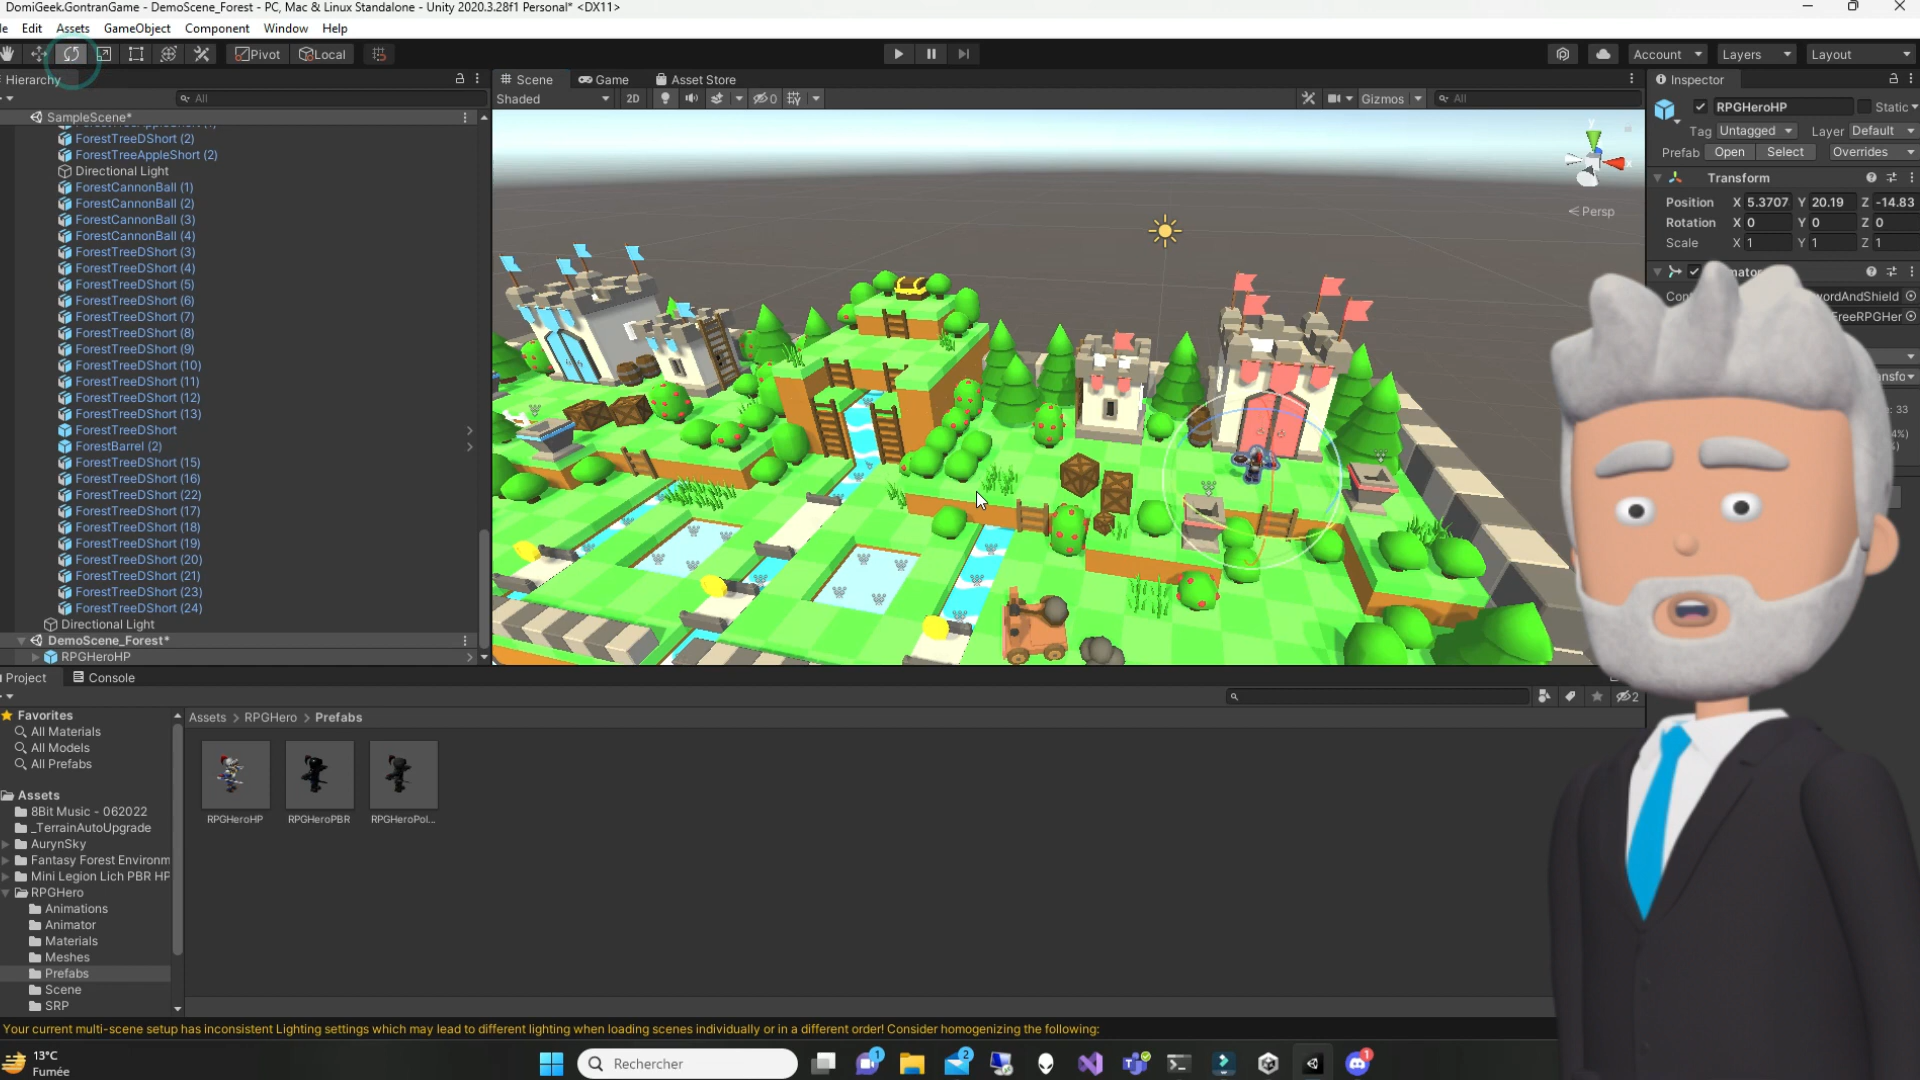 DomiGeek.GontranGame - DemoScene_Forest - PC, Mac & Linux Standalone - Unity 2020.3.28f1 Personal* <DX11>
Edit Assets GameObject Component Window Help
Pivot Local
Account Layers Layout
Hierarchy
All
SampleScene*
ForestTreeDShort (2)
ForestTreeAppleShort (2)
Directional Light
ForestCannonBall (1)
ForestCannonBall (2)
ForestCannonBall (3)
ForestCannonBall (4)
ForestTreeDShort (3)
ForestTreeDShort (4)
ForestTreeDShort (5)
ForestTreeDShort (6)
ForestTreeDShort (7)
ForestTreeDShort (8)
ForestTreeDShort (9)
ForestTreeDShort (10)
ForestTreeDShort (11)
ForestTreeDShort (12)
ForestTreeDShort (13)
ForestTreeDShort
ForestBarrel (2)
ForestTreeDShort (15)
ForestTreeDShort (16)
ForestTreeDShort (22)
ForestTreeDShort (17)
ForestTreeDShort (18)
ForestTreeDShort (19)
ForestTreeDShort (20)
ForestTreeDShort (21)
ForestTreeDShort (23)
ForestTreeDShort (24)
Directional Light
DemoScene_Forest*
RPGHeroHP
Scene Game Asset Store
Shaded 2D 0 Gizmos All
Persp
Inspector
RPGHeroHP Static
Tag Untagged Layer Default
Prefab Open Select Overrides
Transform
Position X 5.3707 Y 20.19 Z -14.83
Rotation X 0 Y 0 Z 0
Scale X 1 Y 1 Z 1
wordAndShield
FreeRPGHer
Project Console
2
Favorites
All Materials
All Models
All Prefabs
Assets
8Bit Music - 062022
_TerrainAutoUpgrade
AurynSky
Fantasy Forest Environm
Mini Legion Lich PBR HP
RPGHero
Animations
Animator
Materials
Meshes
Prefabs
Scene
SRP
Assets > RPGHero > Prefabs
RPGHeroHP RPGHeroPBR RPGHeroPol...
Your current multi-scene setup has inconsistent Lighting settings which may lead to different lighting when loading scenes individually or in a different order! Consider homogenizing the following:
13°C
Fumée
Rechercher
1 2 1